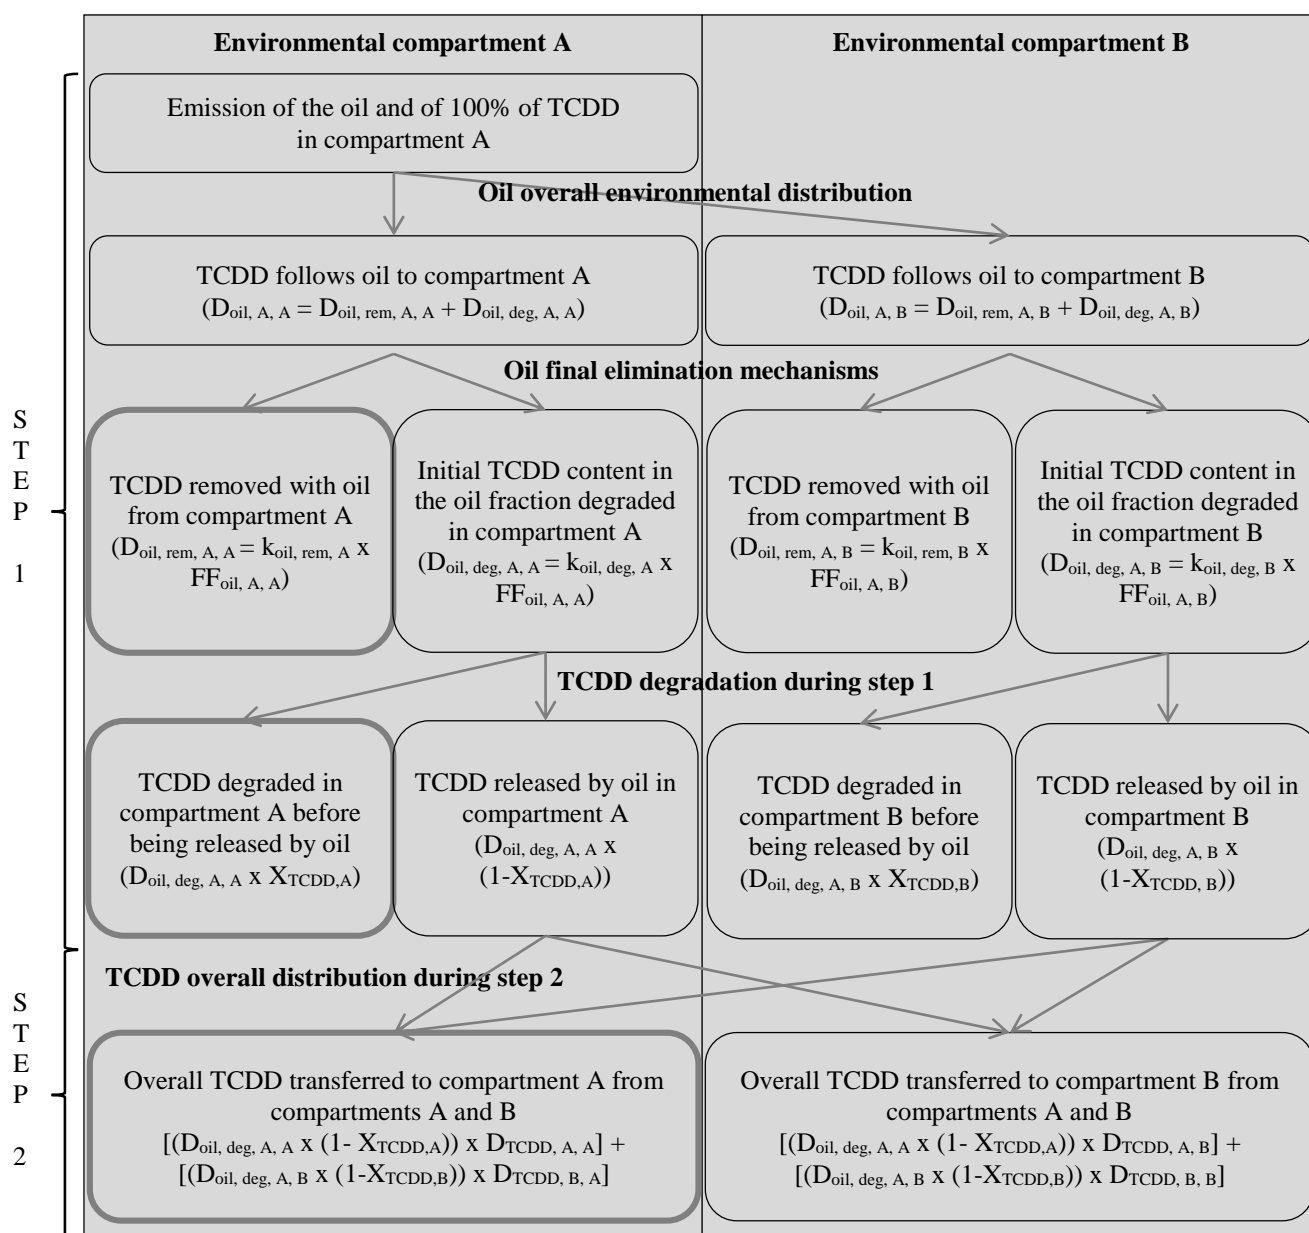 Environmental compartment A
Environmental compartment B
Emission of the oil and of 100% of TCDD
in compartment A
Oil overall environmental distribution
TCDD follows oil to compartment A
(Doil, A, A = Doil, rem, A, A + Doil, deg, A, A)
TCDD follows oil to compartment B
(Doil, A, B = Doil, rem, A, B + Doil, deg, A, B)
Oil final elimination mechanisms
S
T
E
P
1
TCDD removed with oil
from compartment A
(Doil, rem, A, A = koil, rem, A x
FFoil, A, A)
Initial TCDD content in
the oil fraction degraded
in compartment A
(Doil, deg, A, A = koil, deg, A x
FFoil, A, A)
TCDD removed with oil
from compartment B
(Doil, rem, A, B = koil, rem, B x
FFoil, A, B)
Initial TCDD content in
the oil fraction degraded
in compartment B
(Doil, deg, A, B = koil, deg, B x
FFoil, A, B)
TCDD degradation during step 1
TCDD degraded in
compartment A before
being released by oil
(Doil, deg, A, A x XTCDD,A)
TCDD released by oil in
compartment A
(Doil, deg, A, A x
(1-XTCDD,A))
TCDD degraded in
compartment B before
being released by oil
(Doil, deg, A, B x XTCDD,B)
TCDD released by oil in
compartment B
(Doil, deg, A, B x
(1-XTCDD, B))
TCDD overall distribution during step 2
S
T
E
P
2
Overall TCDD transferred to compartment A from
compartments A and B
[(Doil, deg, A, A x (1- XTCDD,A)) x DTCDD, A, A] +
[(Doil, deg, A, B x (1-XTCDD,B)) x DTCDD, B, A]
Overall TCDD transferred to compartment B from
compartments A and B
[(Doil, deg, A, A x (1- XTCDD,A)) x DTCDD, A, B] +
[(Doil, deg, A, B x (1-XTCDD,B)) x DTCDD, B, B]